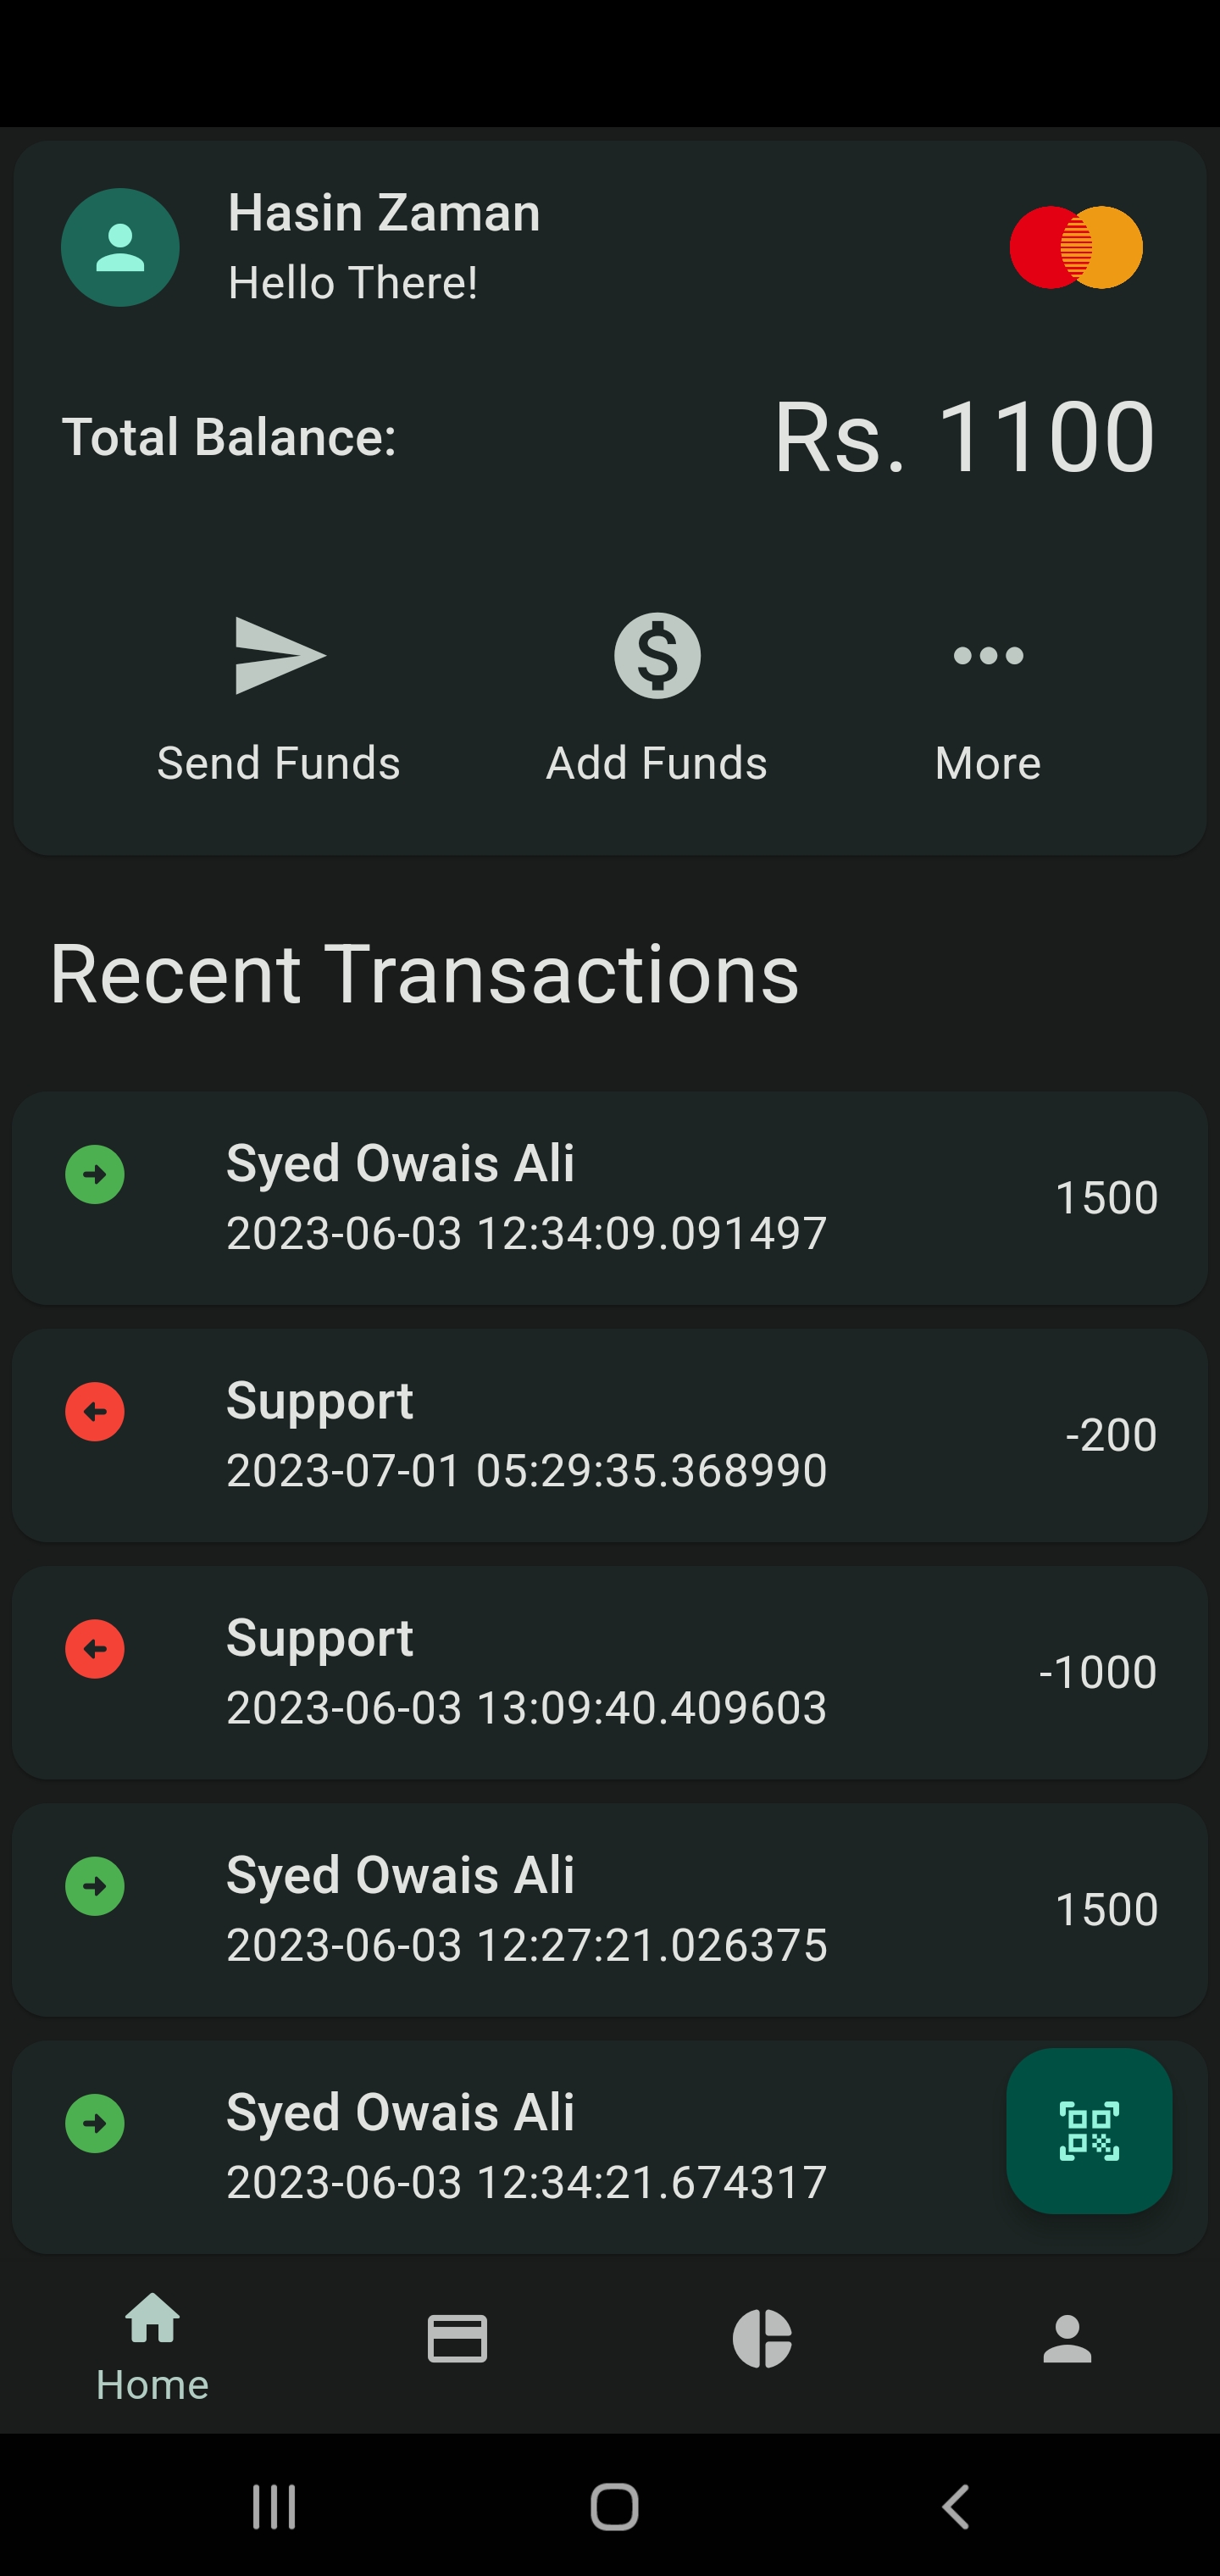 Hasin Zaman
Hello There!
Total Balance:
Rs. 1100
Send Funds
Add Funds
More
Recent Transactions
Syed Owais Ali
2023-06-03 12:34:09.091497
1500
Support
2023-07-01 05:29:35.368990
-200
Support
2023-06-03 13:09:40.409603
-1000
Syed Owais Ali
2023-06-03 12:27:21.026375
1500
Syed Owais Ali
2023-06-03 12:34:21.674317
Home